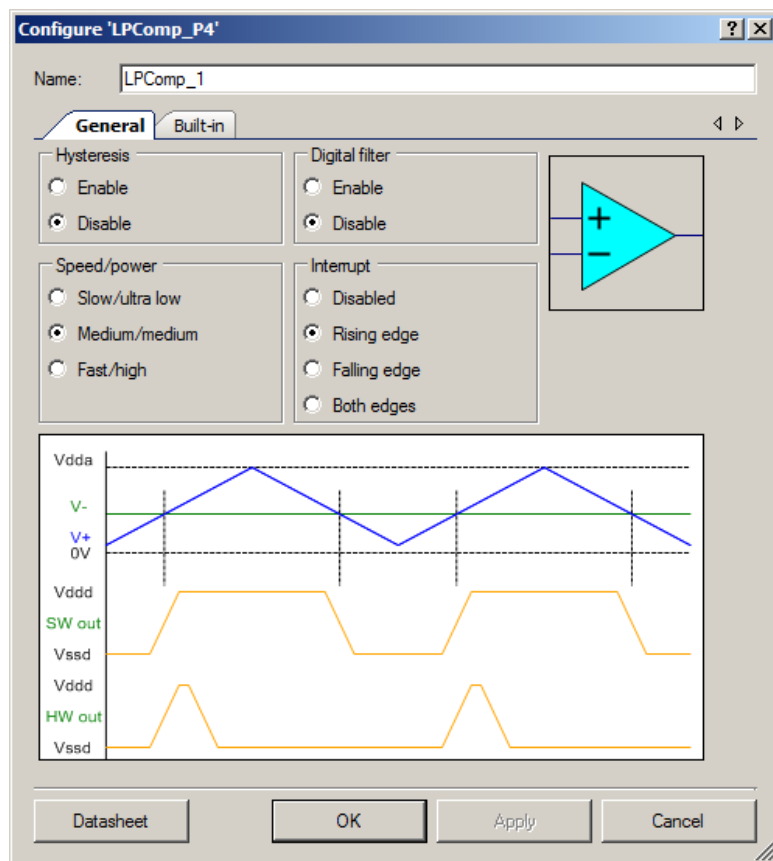 Configure 'LPComp_P4'
Name: LPComp_1
General Built-in
Hysteresis
Enable
Disable
Digital filter
Enable
Disable
Speed/power
Slow/ultra low
Medium/medium
Fast/high
Interrupt
Disabled
Rising edge
Falling edge
Both edges
Vdda
V-
V+
0V
Vddd
SW out
Vssd
Vddd
HW out
Vssd
Datasheet OK Apply Cancel